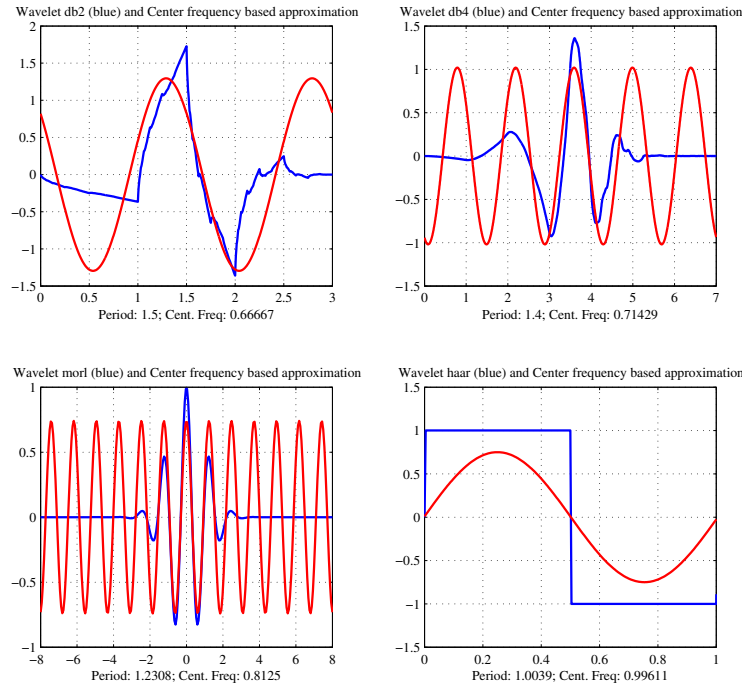 Wavelet db2 (blue) and Center frequency based approximation
2
1.5
1
0.5
0
−0.5
−1
−1.5
0 0.5 1 1.5 2 2.5 3
Period: 1.5; Cent. Freq: 0.66667
Wavelet db4 (blue) and Center frequency based approximation
1.5
1
0.5
0
−0.5
−1
−1.5
0 1 2 3 4 5 6 7
Period: 1.4; Cent. Freq: 0.71429
Wavelet morl (blue) and Center frequency based approximation
1
0.5
0
−0.5
−1
−8 −6 −4 −2 0 2 4 6 8
Period: 1.2308; Cent. Freq: 0.8125
Wavelet haar (blue) and Center frequency based approximation
1.5
1
0.5
0
−0.5
−1
−1.5
0 0.2 0.4 0.6 0.8 1
Period: 1.0039; Cent. Freq: 0.99611